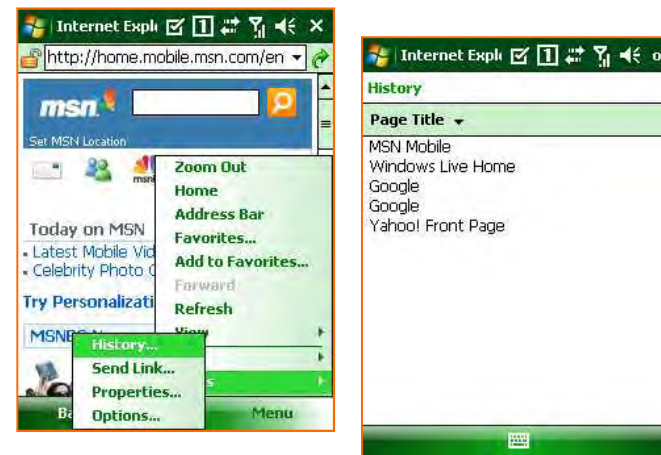 Internet Expl
http://home.mobile.msn.com/en
msn
Set MSN Location
Today on MSN
Latest Mobile Vid
Celebrity Photo
Try Personalizati
Zoom Out
Home
Address Bar
Favorites...
Add to Favorites...
Forward
Refresh
View
History...
Send Link...
Properties...
Options...
Menu
Internet Expl
History
Page Title
MSN Mobile
Windows Live Home
Google
Google
Yahoo! Front Page